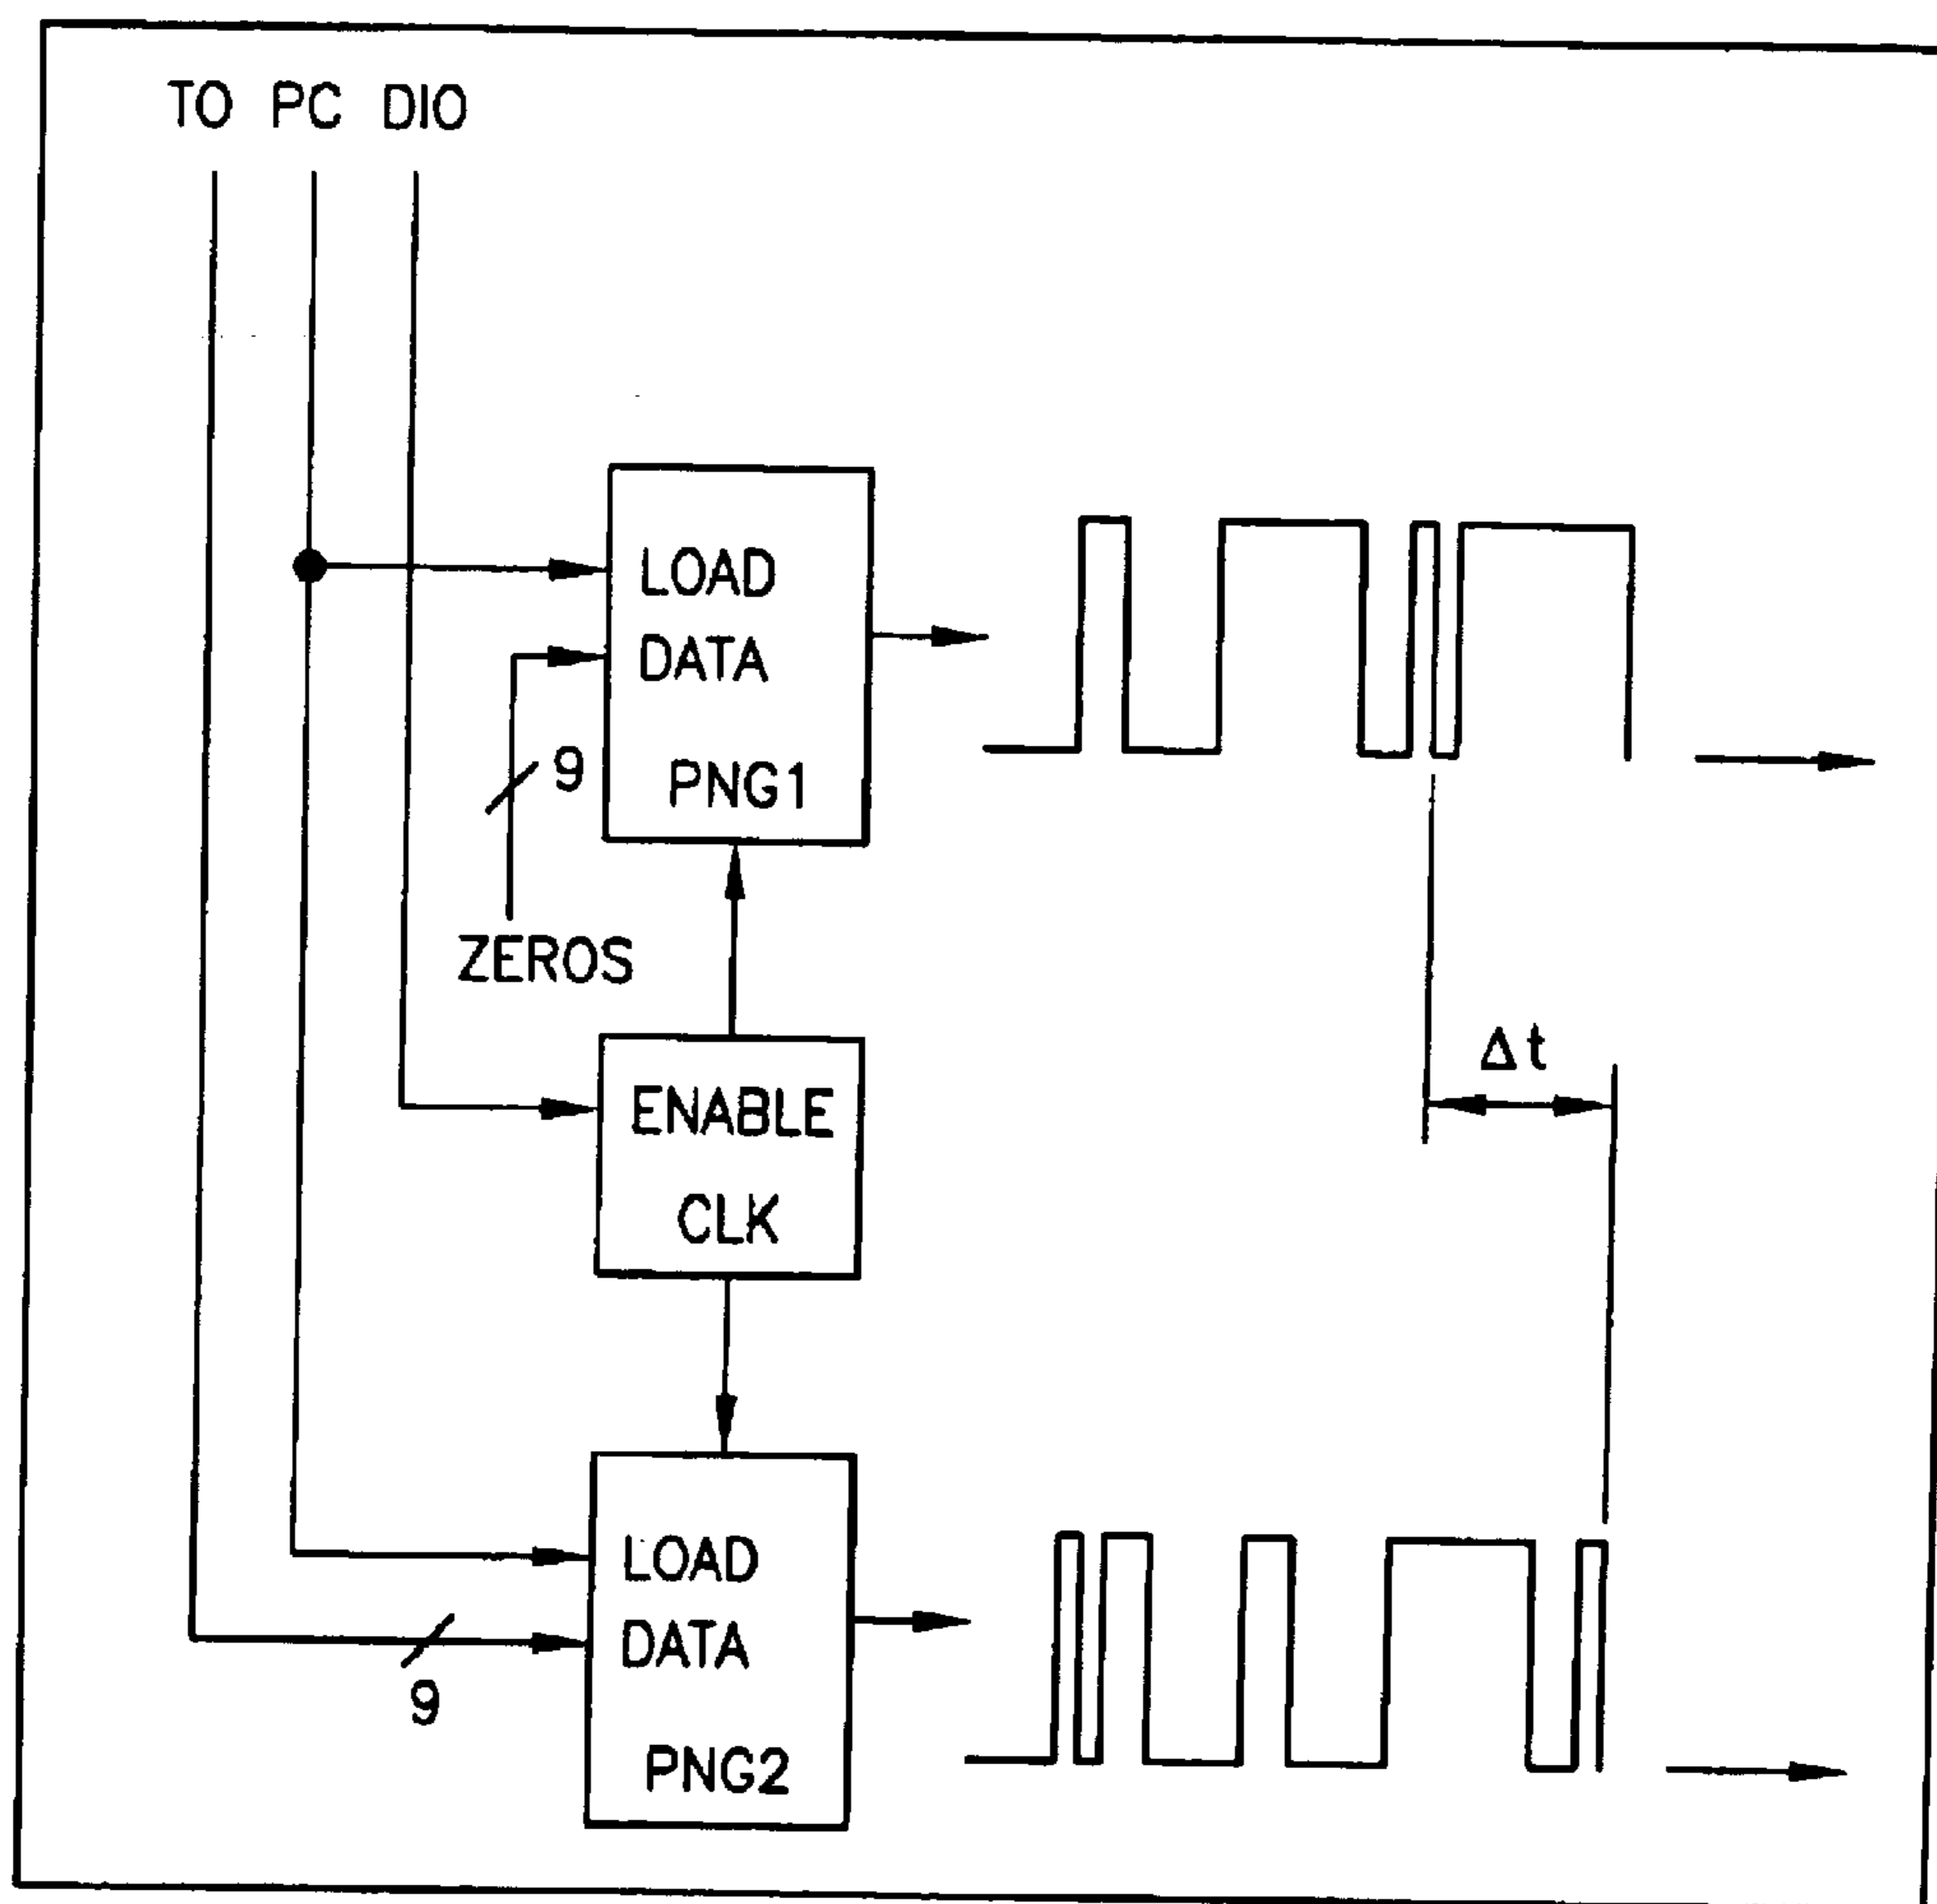 TO PC DIO
LOAD
DATA
9
PNG1
ZEROS
Δt
ENABLE
CLK
LOAD
DATA
9
PNG2